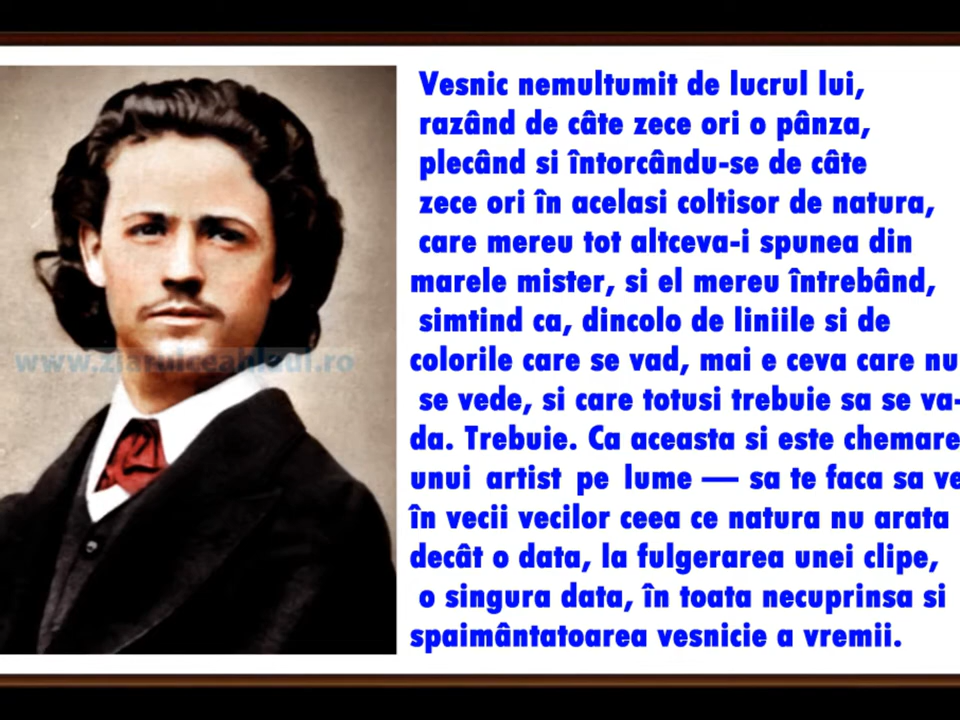 Vesnic nemultumit de lucrul lui,
razând de câte zece ori o pânza,
plecând si întorcându-se de câte
zece ori în acelasi coltisor de natura,
care mereu tot altceva-i spunea din
marele mister, si el mereu întrebând,
simtind ca, dincolo de liniile si de
colorile care se vad, mai e ceva care nu
se vede, si care totusi trebuie sa se va-
da. Trebuie. Ca aceasta si este chemare
unui artist pe lume — sa te faca sa ve
în vecii vecilor ceea ce natura nu arata
decât o data, la fulgerarea unei clipe,
o singura data, în toata necuprinsa si
spaimântatoarea vesnicie a vremii.
www.ziarulceahlaul.ro